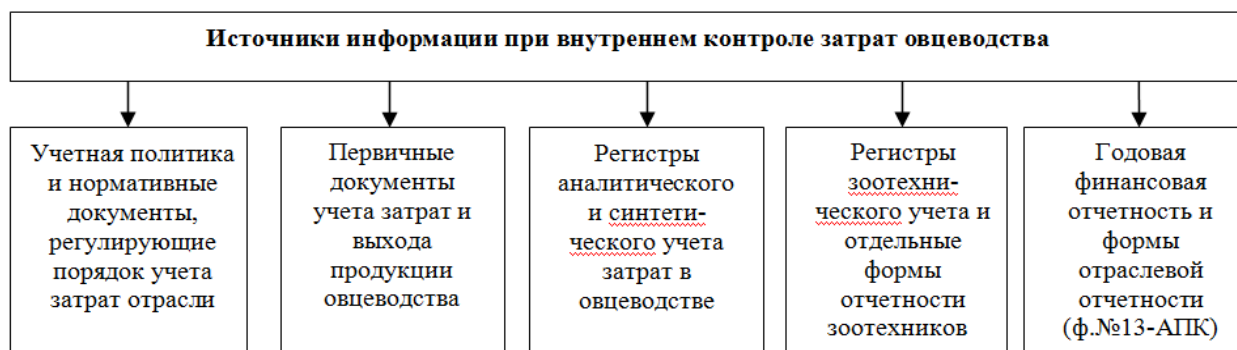 Источники информации при внутреннем контроле затрат овцеводства
Учетная политика
и нормативные
документы,
регулирующие
порядок учета
затрат отрасли
Первичные
документы
учета затрат и
выхода
продукции
овцеводства
Регистры
аналитического
и синтети-
ческого учета
затрат в
овцеводстве
Регистры
зоотехни-
ческого учета и
отдельные
формы
отчетности
зоотехников
Годовая
финансовая
отчетность и
формы
отраслевой
отчетности
(ф.№13-АПК)